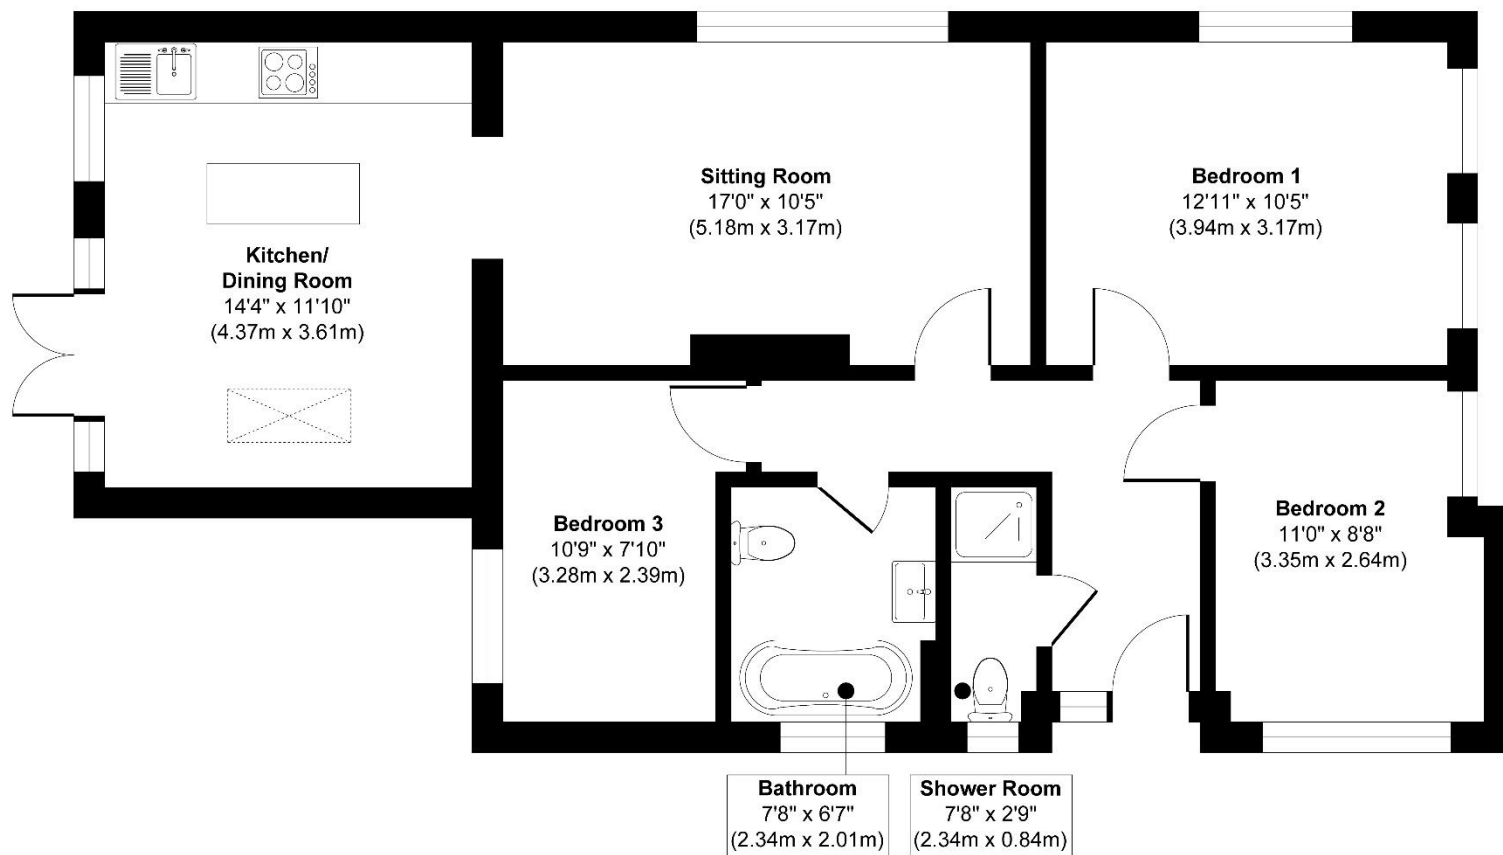 Sitting Room
17'0" x 10'5"
(5.18m x 3.17m)
Bedroom 1
12'11" x 10'5"
(3.94m x 3.17m)
Kitchen/
Dining Room
14'4" x 11'10"
(4.37m x 3.61m)
Bedroom 3
10'9" x 7'10"
(3.28m x 2.39m)
Bedroom 2
11'0" x 8'8"
(3.35m x 2.64m)
Bathroom
7'8" x 6'7"
(2.34m x 2.01m)
Shower Room
7'8" x 2'9"
(2.34m x 0.84m)